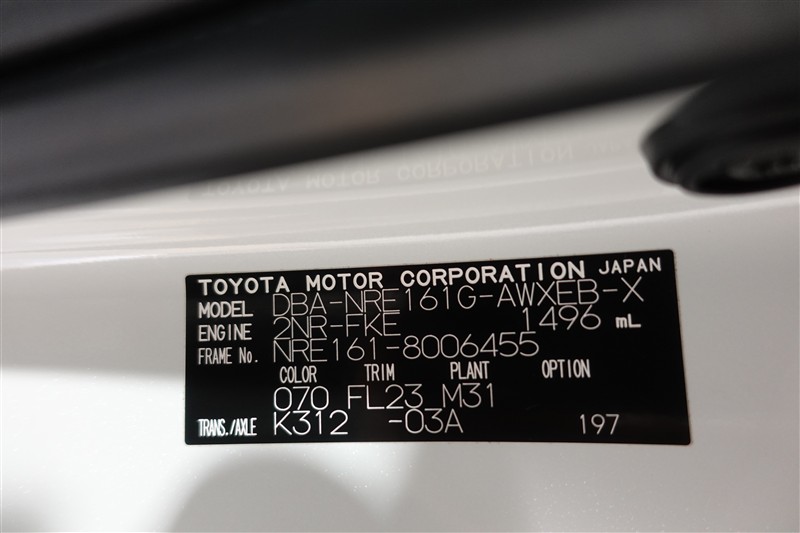 TOYOTA MOTOR CORPORATION JAPAN
MODEL DBA-NRE161G-AWXEB-X
ENGINE 2NR-FKE 1496 mL
FRAME No. NRE161-8006455
COLOR TRIM PLANT OPTION
070 FL23 M31
TRANS./AXLE K312 -03A 197